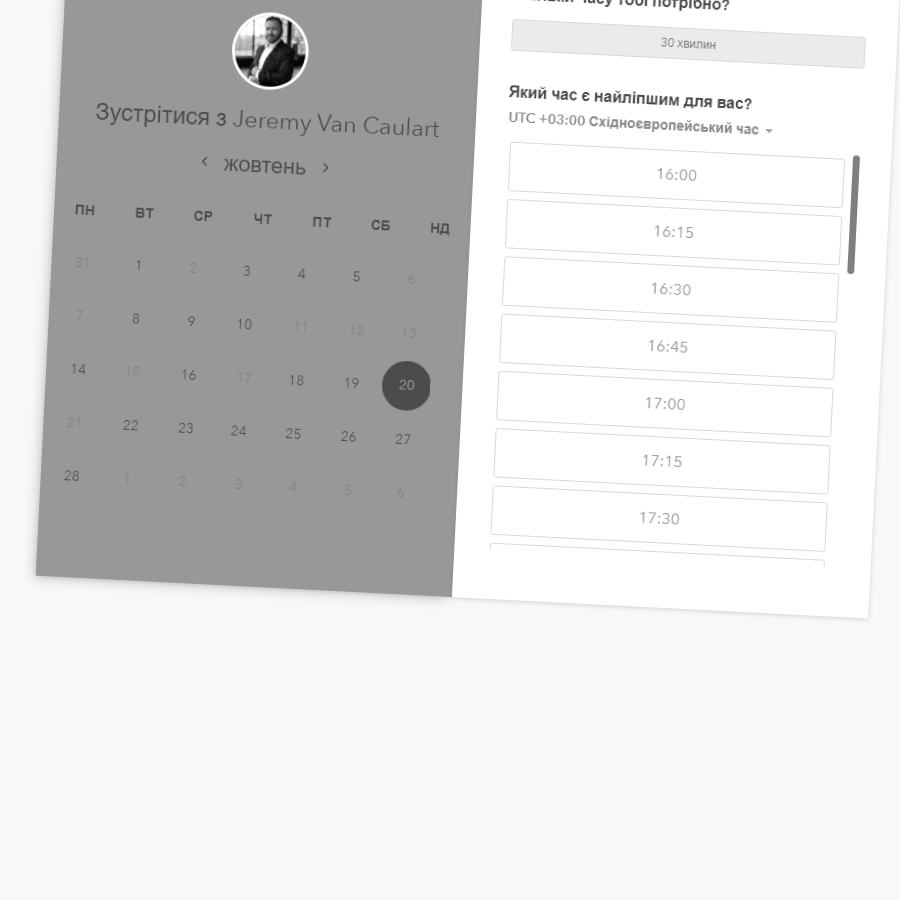 Зустрітися з Jeremy Van Caulart
жовтень
ПН ВТ СР ЧТ ПТ СБ НД
31 1 2 3 4 5 6
7 8 9 10 11 12 13
14 15 16 17 18 19 20
21 22 23 24 25 26 27
28 1 2 3 4 5 6
часу тобі потрібно?
30 хвилин
Який час є найліпшим для вас?
UTC +03:00 Східноєвропейський час
16:00
16:15
16:30
16:45
17:00
17:15
17:30